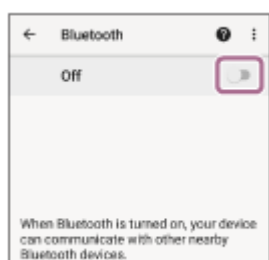 Bluetooth
Off
When Bluetooth is turned on, your device
can communicate with other nearby
Bluetooth devices.